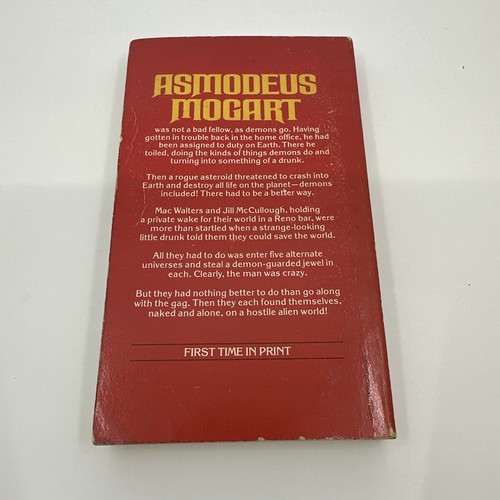 ASMODEUS
MOGART
was not a bad fellow, as demons go. Having
gotten in trouble back in the home office, he had
been assigned to duty on Earth. There he
toiled, doing the kinds of things demons do and
turning into something of a drunk.
Then a rogue asteroid threatened to crash into
Earth and destroy all life on the planet—demons
included! There had to be a better way.
Mac Walters and Jill McCullough, holding
a private wake for their world in a Reno bar, were
more than startled when a strange-looking
little drunk told them they could save the world.
All they had to do was enter five alternate
universes and steal a demon-guarded jewel in
each. Clearly, the man was crazy.
But they had nothing better to do than go along
with the gag. Then they each found themselves,
naked and alone, on a hostile alien world!
FIRST TIME IN PRINT